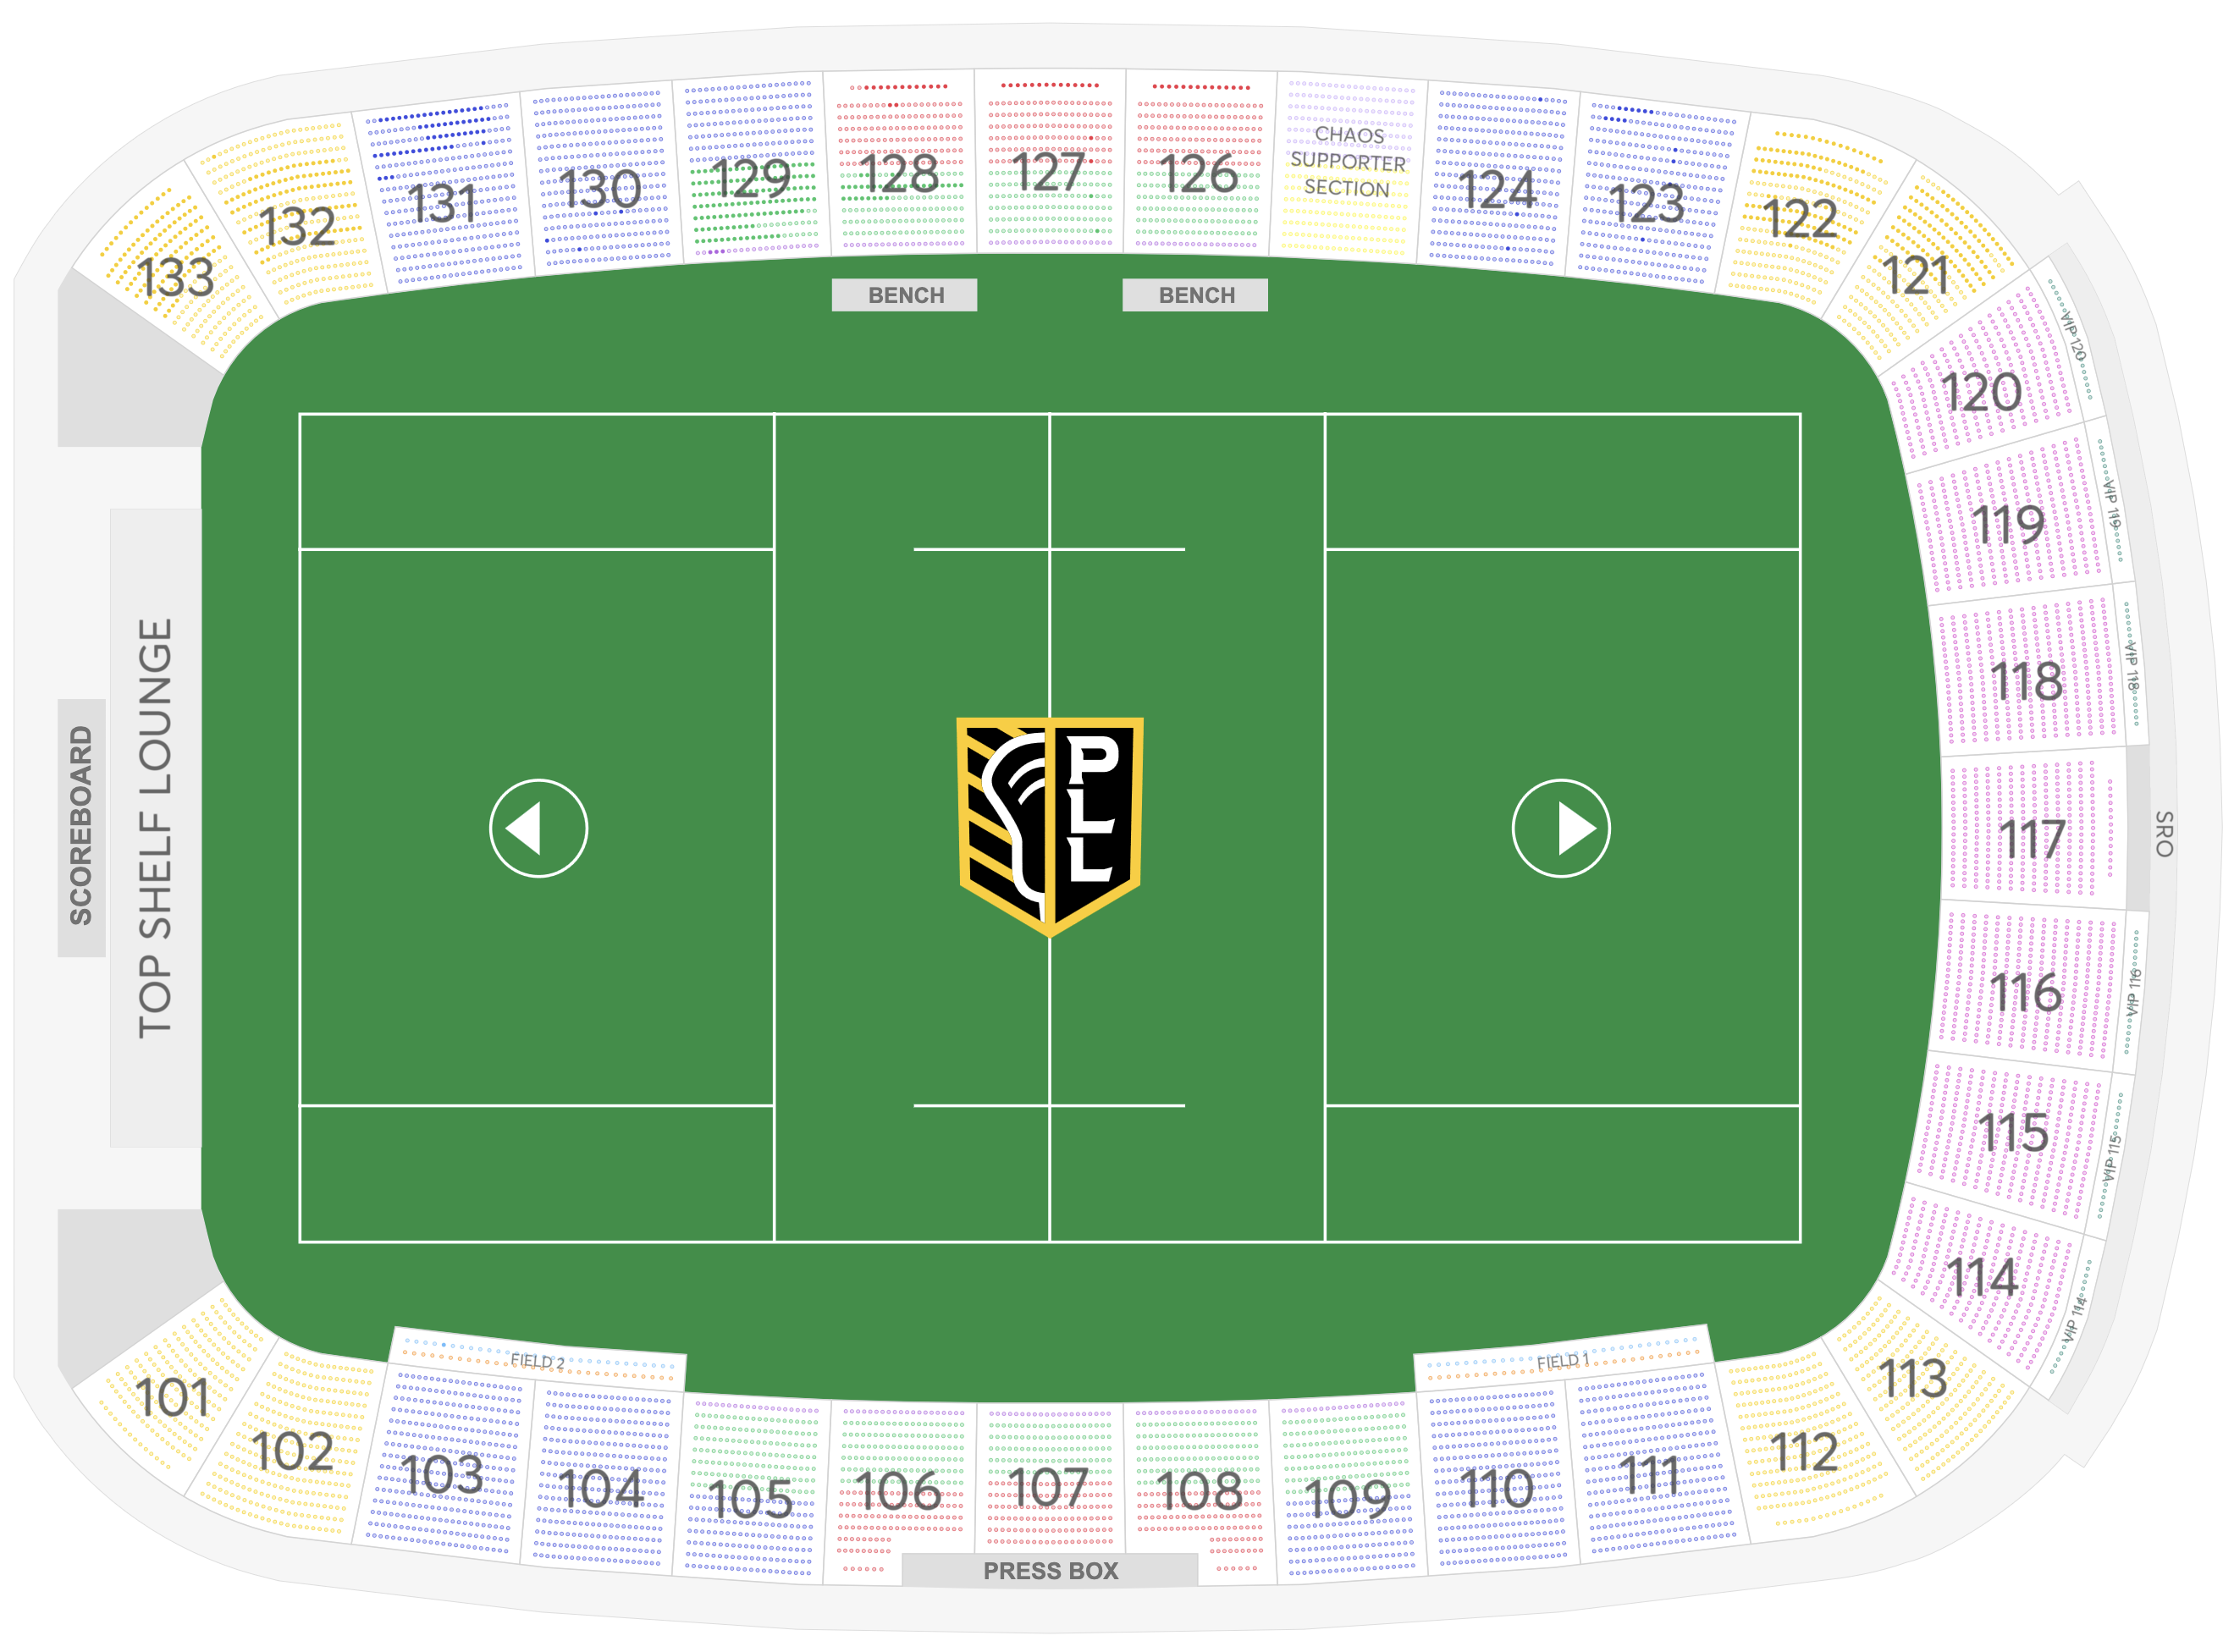 CHAOS
SUPPORTER
SECTION
133
132
131
130
129
128
127
126
124
123
122
121
BENCH
BENCH
VIP 120
120
VIP 119
119
VIP 118
118
SRO
117
VIP 116
116
VIP 115
115
VIP 114
114
SCOREBOARD
TOP SHELF LOUNGE
PLL
FIELD 2
FIELD 1
101
102
103
104
105
106
107
108
109
110
111
112
113
PRESS BOX